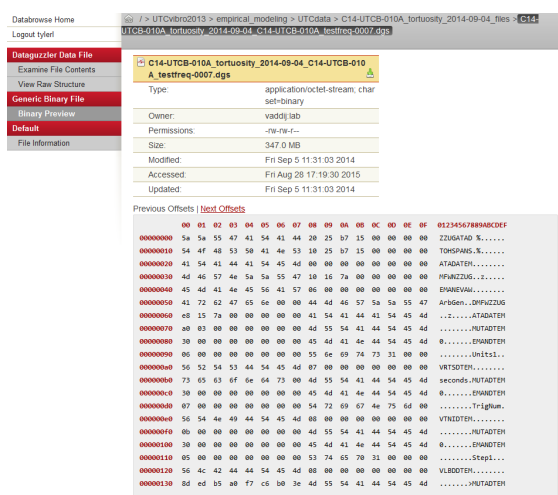 Databrowse Home
Logout tylerl
Dataguzzler Data File
Examine File Contents
View Raw Structure
Generic Binary File
Binary Preview
Default
File Information
/ > UTCvibro2013 > empirical_modeling > UTCdata > C14-UTCB-010A_tortuosity_2014-09-04_files > C14-
UTCB-010A_tortuosity_2014-09-04_C14-UTCB-010A_testfreq-0007.dgs
C14-UTCB-010A_tortuosity_2014-09-04_C14-UTCB-010
A_testfreq-0007.dgs
Type: application/octet-stream; char
set=binary
Owner: vaddij:lab
Permissions: -rw-rw-r--
Size: 347.0 MB
Modified: Fri Sep 5 11:31:03 2014
Accessed: Fri Aug 28 17:19:30 2015
Updated: Fri Sep 5 11:31:03 2014
Previous Offsets | Next Offsets
00 01 02 03 04 05 06 07 08 09 0A 0B 0C 0D 0E 0F 0123456789ABCDEF
00000000 5a 5a 55 47 41 54 41 44 20 25 b7 15 00 00 00 00 ZZUGATAD %......
00000010 54 4f 48 53 50 41 4e 53 10 25 b7 15 00 00 00 00 TOHSPANS.%......
00000020 41 54 41 44 41 54 45 4d 00 00 00 00 00 00 00 00 ATADATEM........
00000030 4d 46 57 4e 5a 5a 55 47 10 16 7a 00 00 00 00 00 MFWNZZUG..z.....
00000040 45 4d 41 4e 45 56 41 57 06 00 00 00 00 00 00 00 EMANEVAW........
00000050 41 72 62 47 65 6e 00 00 44 4d 46 57 5a 5a 55 47 ArbGen..DMFWZZUG
00000060 e8 15 7a 00 00 00 00 00 41 54 41 44 41 54 45 4d ..z.....ATADATEM
00000070 a0 03 00 00 00 00 00 00 4d 55 54 41 44 54 45 4d ........MUTADTEM
00000080 30 00 00 00 00 00 00 00 45 4d 41 4e 44 54 45 4d 0.......EMANDTEM
00000090 06 00 00 00 00 00 00 00 55 6e 69 74 73 31 00 00 ........Units1..
000000a0 56 52 54 53 44 54 45 4d 07 00 00 00 00 00 00 00 VRTSDTEM........
000000b0 73 65 63 6f 6e 64 73 00 4d 55 54 41 44 54 45 4d seconds.MUTADTEM
000000c0 30 00 00 00 00 00 00 00 45 4d 41 4e 44 54 45 4d 0.......EMANDTEM
000000d0 07 00 00 00 00 00 00 00 54 72 69 67 4e 75 6d 00 ........TrigNum.
000000e0 56 54 4e 49 44 54 45 4d 08 00 00 00 00 00 00 00 VTNIDTEM........
000000f0 0b 00 00 00 00 00 00 00 4d 55 54 41 44 54 45 4d ........MUTADTEM
00000100 30 00 00 00 00 00 00 00 45 4d 41 4e 44 54 45 4d 0.......EMANDTEM
00000110 05 00 00 00 00 00 00 00 53 74 65 70 31 00 00 00 ........Step1...
00000120 56 4c 42 44 44 54 45 4d 08 00 00 00 00 00 00 00 VLBDDTEM........
00000130 8d ed b5 a0 f7 c6 b0 3e 4d 55 54 41 44 54 45 4d .......>MUTADTEM